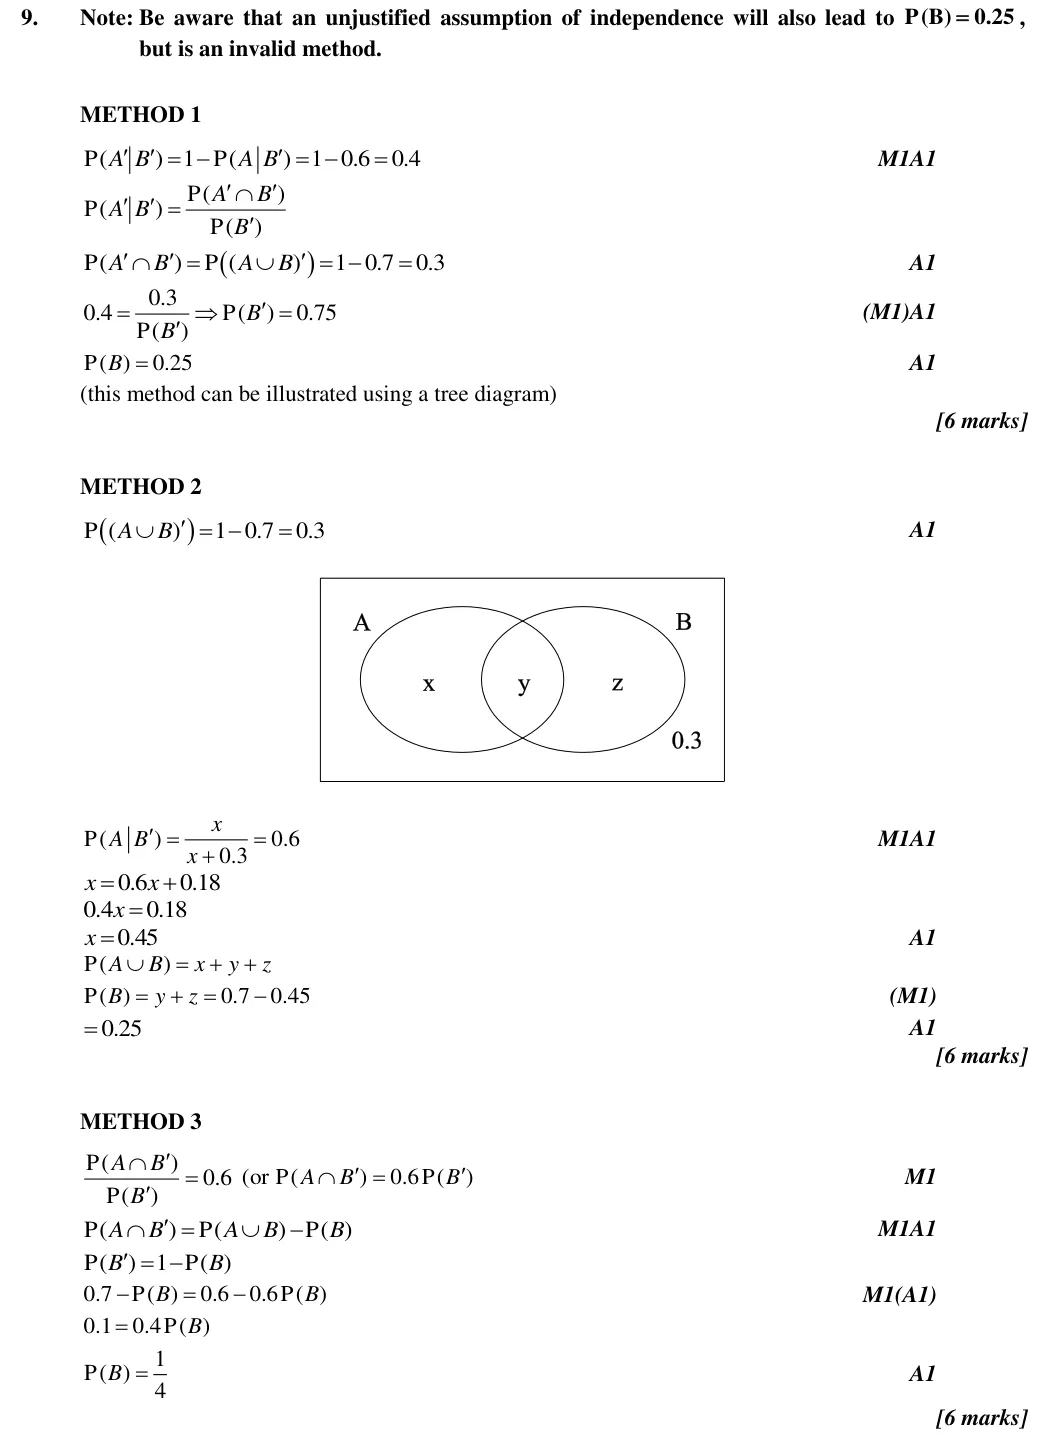 9. Note: Be aware that an unjustified assumption of independence will also lead to P(B) = 0.25 ,
but is an invalid method.
METHOD 1
P(A′|B′) = 1 − P(A|B′) = 1 − 0.6 = 0.4 M1A1
P(A′|B′) = P(A′ ∩ B′) / P(B′)
P(A′ ∩ B′) = P((A ∪ B)′) = 1 − 0.7 = 0.3 A1
0.4 = 0.3 / P(B′) ⇒ P(B′) = 0.75 (M1)A1
P(B) = 0.25 A1
(this method can be illustrated using a tree diagram)
[6 marks]
METHOD 2
P((A ∪ B)′) = 1 − 0.7 = 0.3 A1
A B
x y z
0.3
P(A|B′) = x / x + 0.3 = 0.6 M1A1
x = 0.6x + 0.18
0.4x = 0.18
x = 0.45 A1
P(A ∪ B) = x + y + z
P(B) = y + z = 0.7 − 0.45 (M1)
= 0.25 A1
[6 marks]
METHOD 3
P(A ∩ B′) / P(B′) = 0.6 (or P(A ∩ B′) = 0.6P(B′) M1
P(A ∩ B′) = P(A ∪ B) − P(B) M1A1
P(B′) = 1 − P(B)
0.7 − P(B) = 0.6 − 0.6P(B) M1(A1)
0.1 = 0.4P(B)
P(B) = 1 / 4 A1
[6 marks]